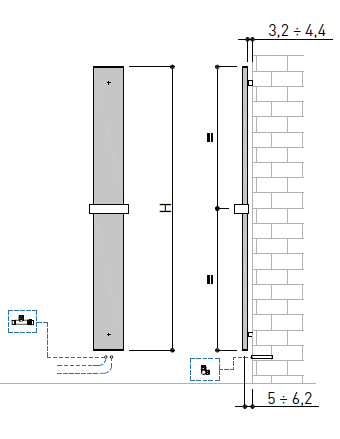 3,2 ÷ 4,4
=
H
=
5 ÷ 6,2